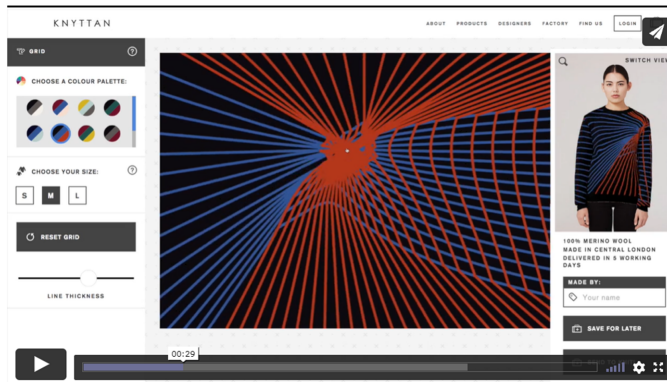 KNYTTAN
ABOUT PRODUCTS DESIGNERS FACTORY FIND US LOGIN
GRID ?
CHOOSE A COLOUR PALETTE:
CHOOSE YOUR SIZE: ?
S M L
RESET GRID
LINE THICKNESS
SWITCH VIEW
100% MERINO WOOL
MADE IN CENTRAL LONDON
DELIVERED IN 5 WORKING
DAYS
MADE BY:
Your name
SAVE FOR LATER
00:29